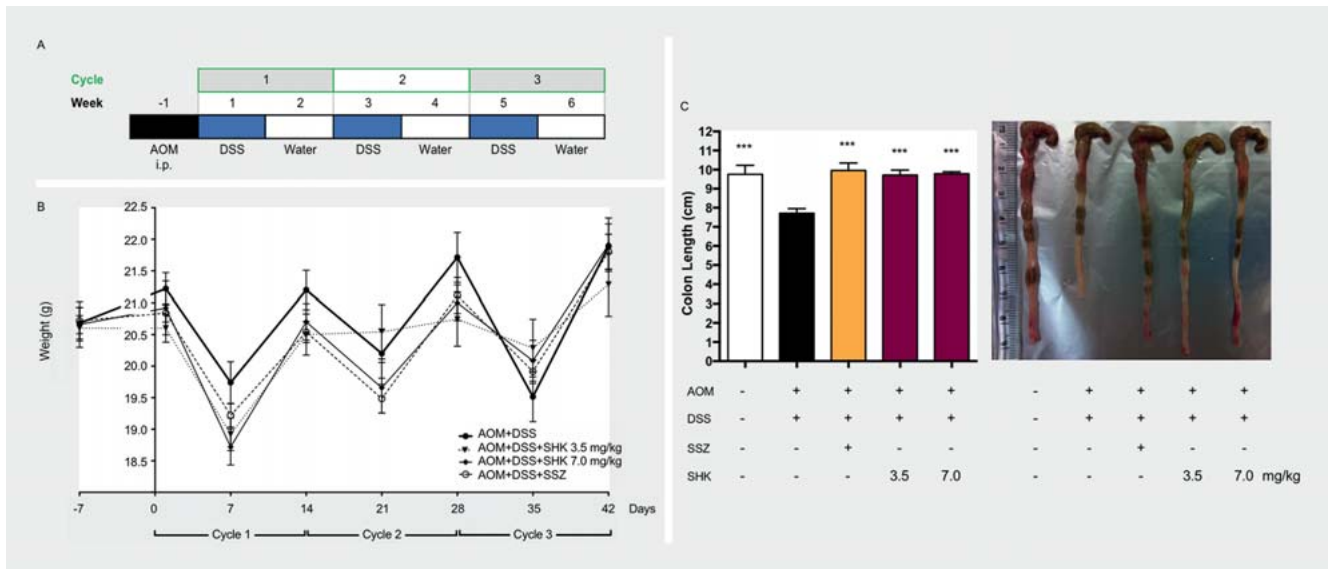 A
Cycle 1 2 3
Week -1 1 2 3 4 5 6
AOM i.p. DSS Water DSS Water DSS Water
B
Weight (g)
22.5
22.0
21.5
21.0
20.5
20.0
19.5
19.0
18.5
AOM+DSS
AOM+DSS+SHK 3.5 mg/kg
AOM+DSS+SHK 7.0 mg/kg
AOM+DSS+SSZ
-7 0 7 14 21 28 35 42 Days
Cycle 1 Cycle 2 Cycle 3
C
Colon Length (cm)
12
11
10
9
8
7
6
5
4
3
2
1
0
*** *** *** ***
AOM - + + + + - + + + +
DSS - + + + + - + + + +
SSZ - - + - - - - + - -
SHK - - - 3.5 7.0 - - - 3.5 7.0 mg/kg